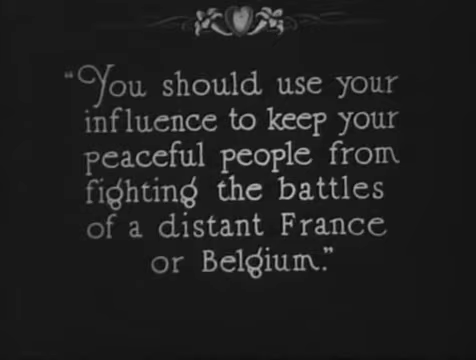 “You should use your
influence to keep your
peaceful people from
fighting the battles
of a distant France
or Belgium.”